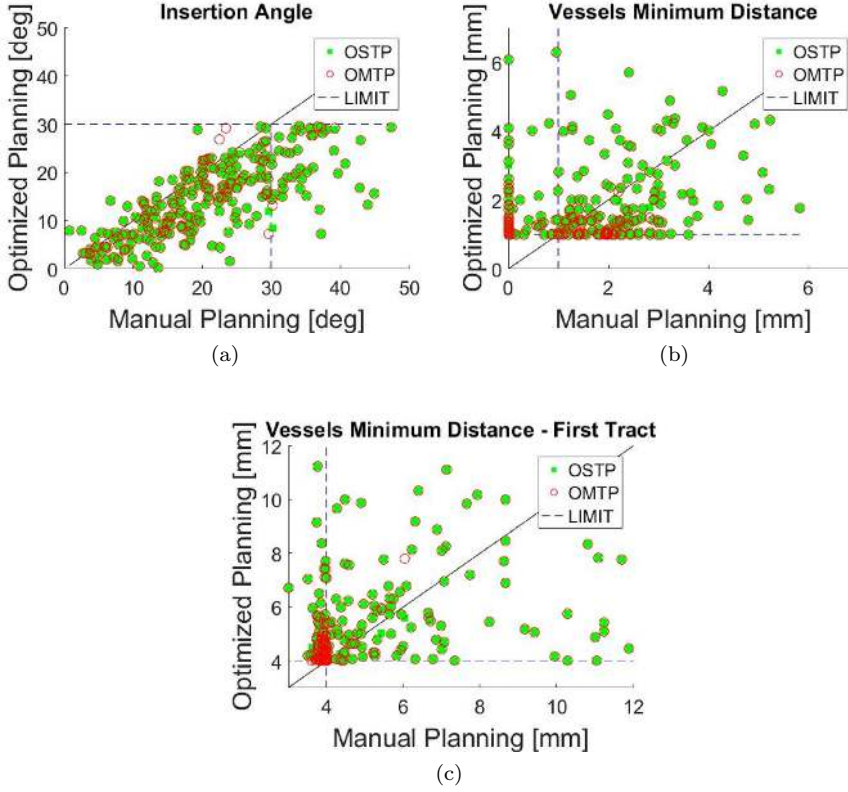 Insertion Angle
Optimized Planning [deg]
50
40
30
20
10
0
OSTP
OMTP
LIMIT
0 10 20 30 40 50
Manual Planning [deg]
(a)
Vessels Minimum Distance
Optimized Planning [mm]
6
4
2
0
OSTP
OMTP
LIMIT
0 2 4 6
Manual Planning [mm]
(b)
Vessels Minimum Distance - First Tract
Optimized Planning [mm]
12
10
8
6
4
OSTP
OMTP
LIMIT
4 6 8 10 12
Manual Planning [mm]
(c)